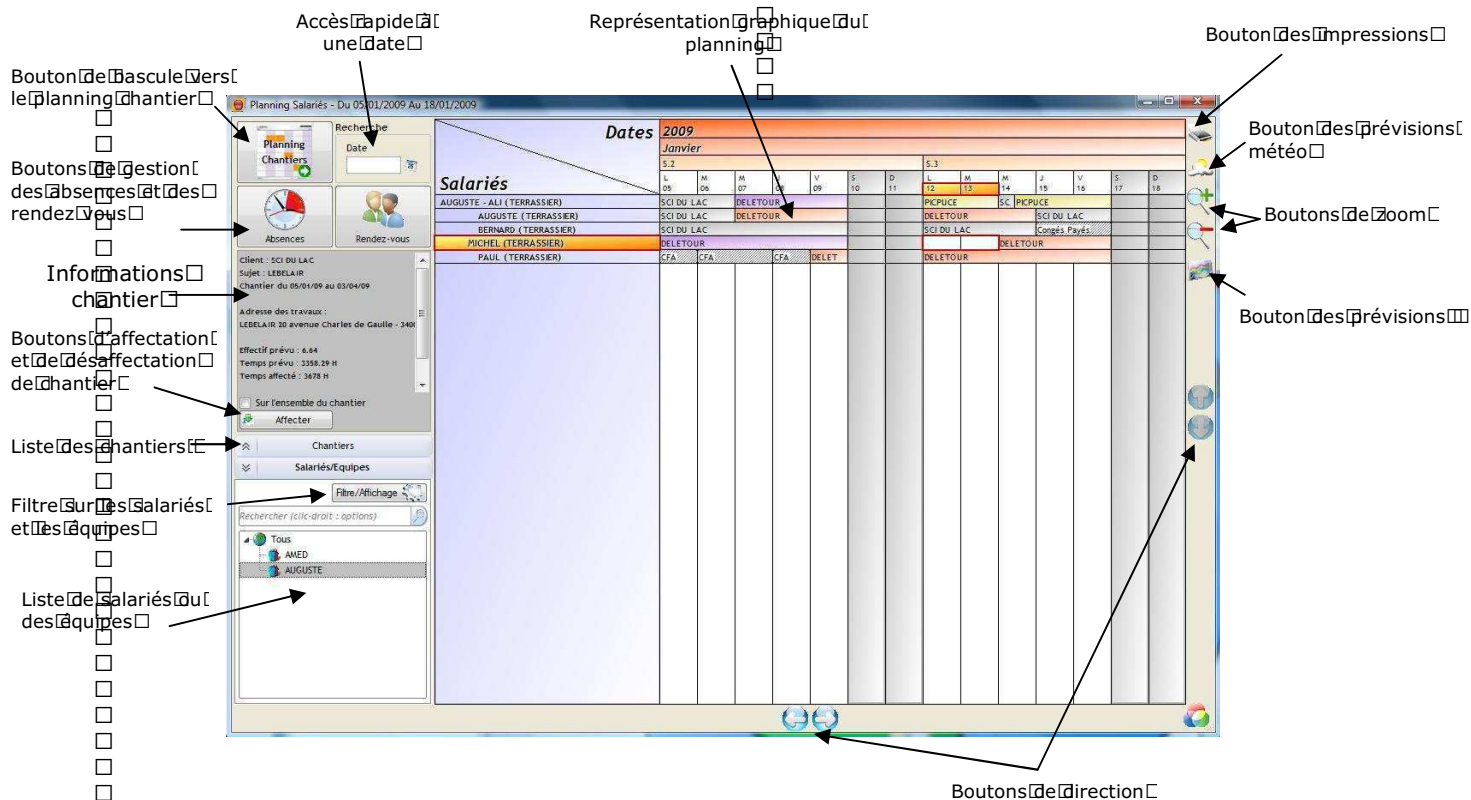 Accès rapide à
une date
Représentation graphique du
planning
Bouton des impressions
Bouton de bascule vers
le planning chantier
Bouton des prévisions
météo
Boutons de gestion
des absences et des
rendez vous
Boutons de zoom
Informations
chantier
Bouton des prévisions
Boutons d'affectation
et de désaffectation
de chantier
Liste des chantiers
Filtre sur les salariés
et les équipes
Liste de salariés ou
des équipes
Boutons de direction
Planning Salariés - Du 05/01/2009 Au 18/01/2009
Planning
Chantiers
Recherche
Date
Absences
Rendez-vous
Client : SCI DU LAC
Sujet : LEBELAIR
Chantier du 05/01/09 au 03/04/09
Adresse des travaux :
LEBELAIR 20 avenue Charles de Gaulle - 340
Effectif prévu : 6.64
Temps prévu : 3358.29 H
Temps affecté : 3678 H
Sur l'ensemble du chantier
Affecter
Chantiers
Salariés/Equipes
Filtre/Affichage
Rechercher (clic-droit : options)
Tous
AMED
AUGUSTE
Dates
Salariés
2009
Janvier
5.2 5.3
L M M J V S D L M M J V S D
05 06 07 08 09 10 11 12 13 14 15 16 17 18
AUGUSTE - ALI (TERRASSIER) SCI DU LAC DELETOUR PICPUCE SC PICPUCE
AUGUSTE (TERRASSIER) SCI DU LAC DELETOUR DELETOUR SCI DU LAC
BERNARD (TERRASSIER) SCI DU LAC SCI DU LAC Congés Payés
MICHEL (TERRASSIER) DELETOUR DELETOUR
PAUL (TERRASSIER) CFA CFA CFA DELET DELETOUR